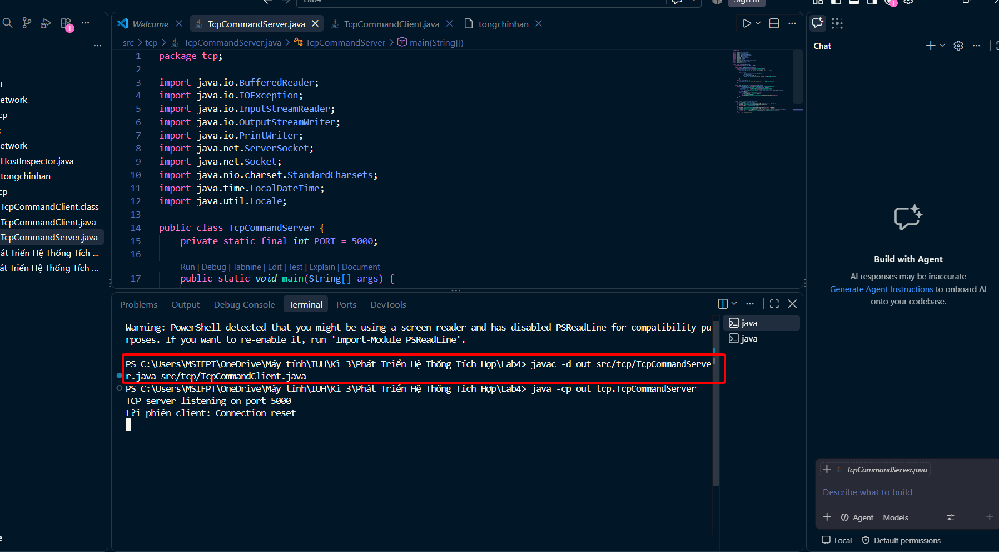 Lab4
Sign in
1
1
Welcome
TcpCommandServer.java
TcpCommandClient.java
tongchinhan
src > tcp > TcpCommandServer.java > TcpCommandServer > main(String[])
1 package tcp;
2
3 import java.io.BufferedReader;
4 import java.io.IOException;
5 import java.io.InputStreamReader;
6 import java.io.OutputStreamWriter;
7 import java.io.PrintWriter;
8 import java.net.ServerSocket;
9 import java.net.Socket;
10 import java.nio.charset.StandardCharsets;
11 import java.time.LocalDateTime;
12 import java.util.Locale;
13
14 public class TcpCommandServer {
15 private static final int PORT = 5000;
16
Run | Debug | Tabnine | Edit | Test | Explain | Document
17 public static void main(String[] args) {
t
etwork
cp
etwork
HostInspector.java
tongchinhan
cp
TcpCommandClient.class
TcpCommandClient.java
TcpCommandServer.java
át Triển Hệ Thống Tích ...
át Triển Hệ Thống Tích ...
e
Problems
Output
Debug Console
Terminal
Ports
DevTools
Warning: PowerShell detected that you might be using a screen reader and has disabled PSReadLine for compatibility pu
rposes. If you want to re-enable it, run 'Import-Module PSReadLine'.
PS C:\Users\MSIFPT\OneDrive\Máy tính\IUH\Kì 3\Phát Triển Hệ Thống Tích Hợp\Lab4> javac -d out src/tcp/TcpCommandServe
r.java src/tcp/TcpCommandClient.java
PS C:\Users\MSIFPT\OneDrive\Máy tính\IUH\Kì 3\Phát Triển Hệ Thống Tích Hợp\Lab4> java -cp out tcp.TcpCommandServer
TCP server listening on port 5000
L?i phiên client: Connection reset
java
java
Chat
Build with Agent
AI responses may be inaccurate
Generate Agent Instructions to onboard AI
onto your codebase.
TcpCommandServer.java
Describe what to build
Agent
Models
Local
Default permissions